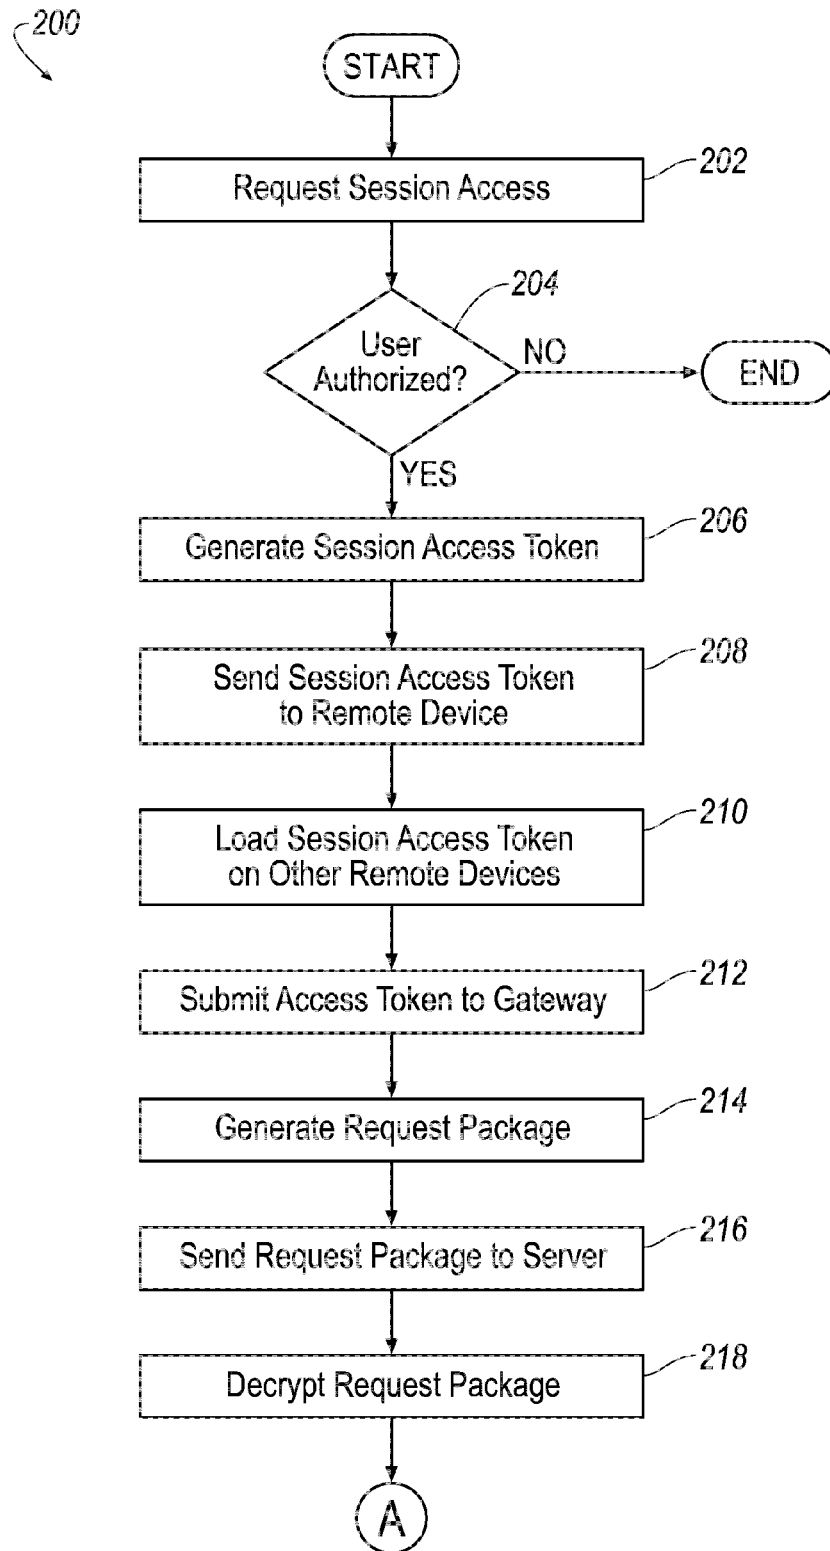 200
START
202
Request Session Access
204
User
Authorized?
NO
END
YES
206
Generate Session Access Token
208
Send Session Access Token
to Remote Device
210
Load Session Access Token
on Other Remote Devices
212
Submit Access Token to Gateway
214
Generate Request Package
216
Send Request Package to Server
218
Decrypt Request Package
A